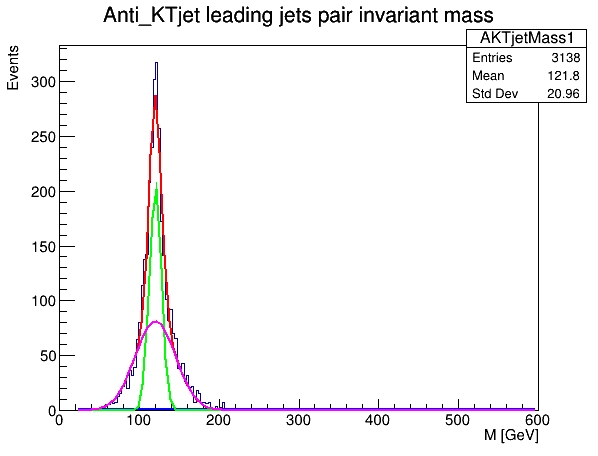 Anti_KTjet leading jets pair invariant mass
AKTjetMass1
Entries 3138
Mean 121.8
Std Dev 20.96
Events
300
250
200
150
100
50
0
0 100 200 300 400 500 600
M [GeV]